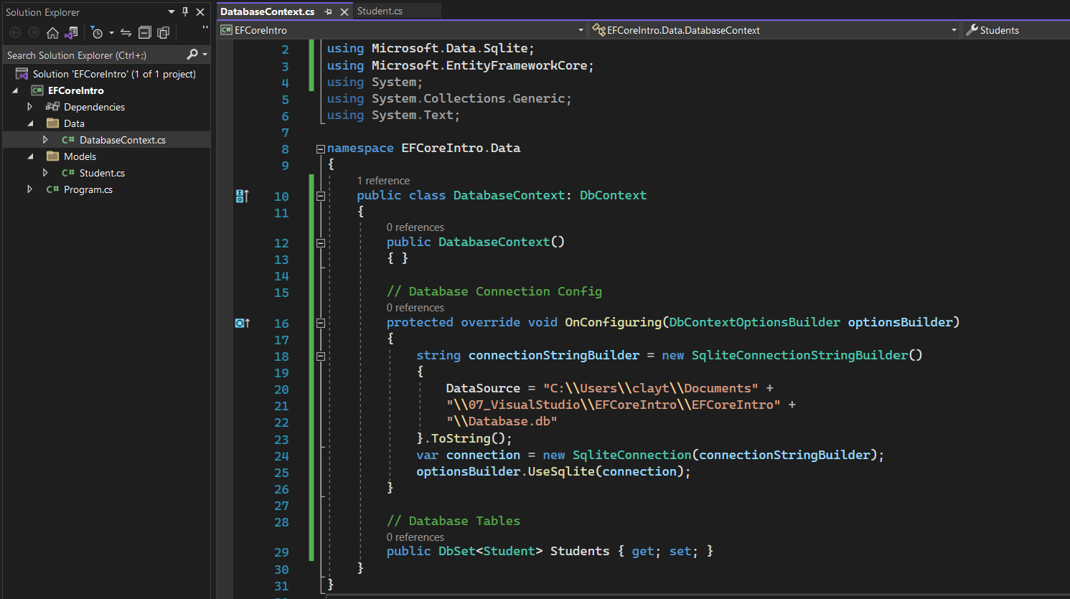 Solution Explorer
Search Solution Explorer (Ctrl+;)
Solution 'EFCoreIntro' (1 of 1 project)
C# EFCoreIntro
Dependencies
Data
C# DatabaseContext.cs
Models
C# Student.cs
C# Program.cs
DatabaseContext.cs
Student.cs
C# EFCoreIntro
EFCoreIntro.Data.DatabaseContext
Students
2 using Microsoft.Data.Sqlite;
3 using Microsoft.EntityFrameworkCore;
4 using System;
5 using System.Collections.Generic;
6 using System.Text;
7
8 namespace EFCoreIntro.Data
9 {
1 reference
10 public class DatabaseContext: DbContext
11 {
0 references
12 public DatabaseContext()
13 { }
14
15 // Database Connection Config
0 references
16 protected override void OnConfiguring(DbContextOptionsBuilder optionsBuilder)
17 {
18 string connectionStringBuilder = new SqliteConnectionStringBuilder()
19 {
20 DataSource = "C:\\Users\\clayt\\Documents" +
21 "\\07_VisualStudio\\EFCoreIntro\\EFCoreIntro" +
22 "\\Database.db"
23 }.ToString();
24 var connection = new SqliteConnection(connectionStringBuilder);
25 optionsBuilder.UseSqlite(connection);
26 }
27
28 // Database Tables
0 references
29 public DbSet<Student> Students { get; set; }
30 }
31 }